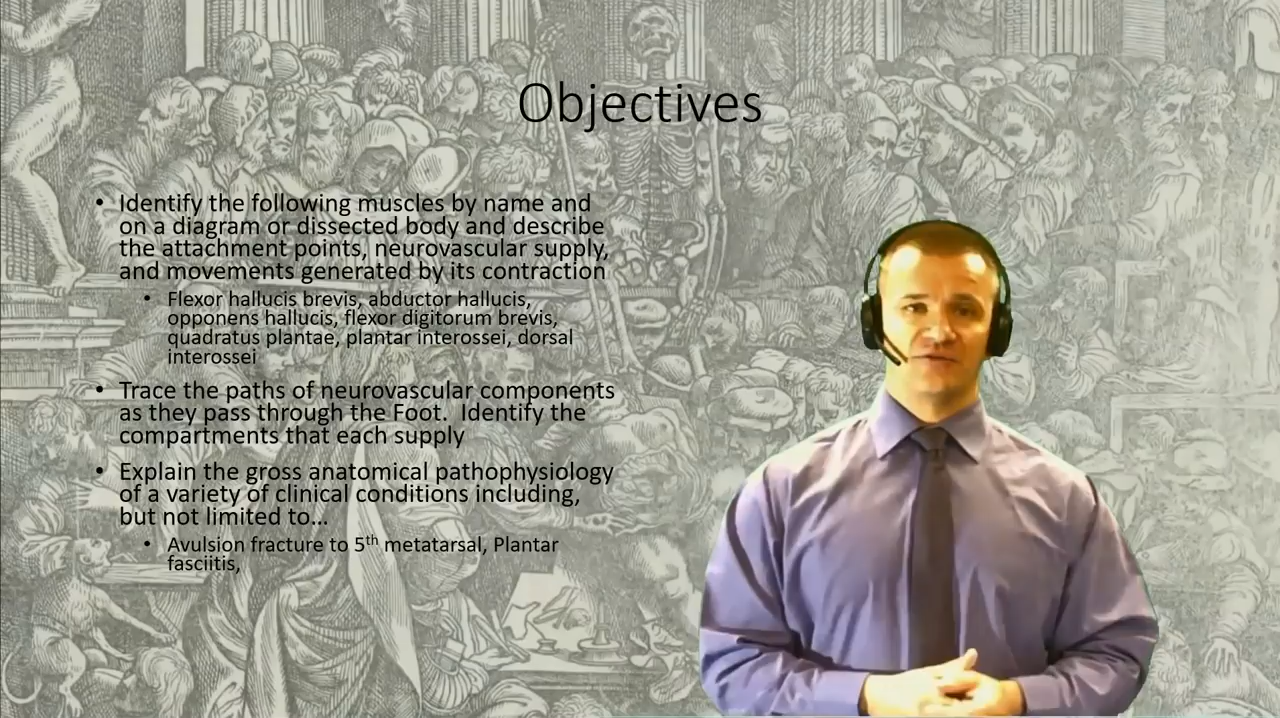 Objectives
• Identify the following muscles by name and
on a diagram or dissected body and describe
the attachment points, neurovascular supply,
and movements generated by its contraction
• Flexor hallucis brevis, abductor hallucis,
opponens hallucis, flexor digitorum brevis,
quadratus plantae, plantar interossei, dorsal
interossei
• Trace the paths of neurovascular components
as they pass through the Foot.  Identify the
compartments that each supply
• Explain the gross anatomical pathophysiology
of a variety of clinical conditions including,
but not limited to…
• Avulsion fracture to 5th metatarsal, Plantar
fasciitis,